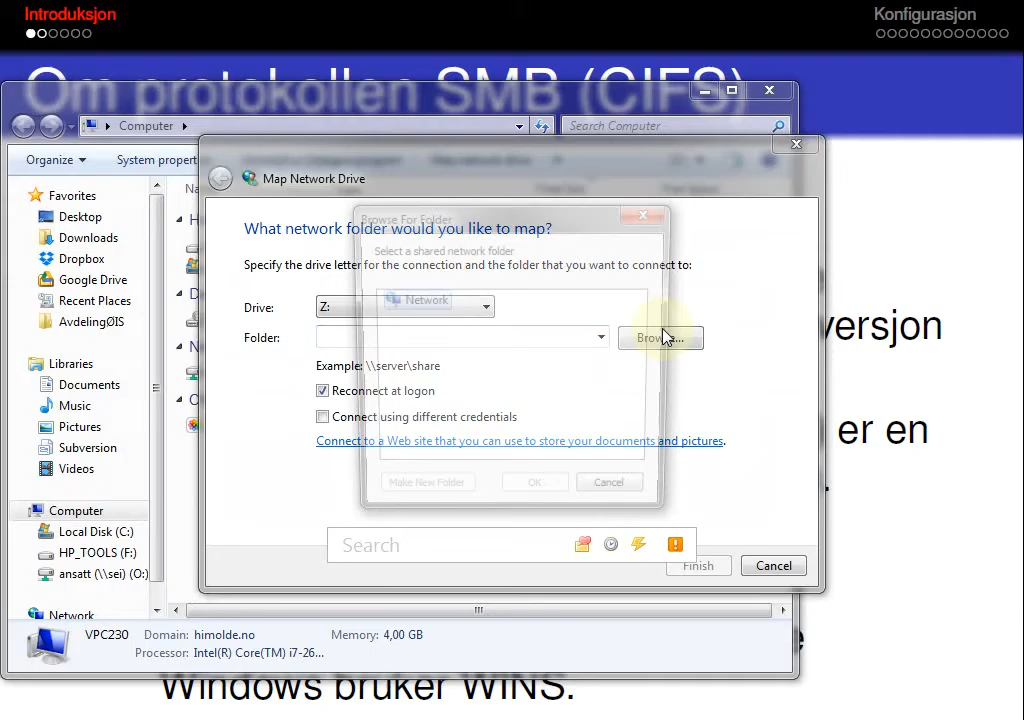 Introduksjon
Konfigurasjon
Om protokollen SMB (CIFS)
Computer
Search Computer
Organize
System propert
Map Network Drive
What network folder would you like to map?
Browse For Folder
Specify the drive letter for the connection and the folder that you want to connect to:
Select a shared network folder
Network
Drive:
Z:
Folder:
Browse...
Example: \\server\share
Reconnect at logon
Connect using different credentials
Connect to a Web site that you can use to store your documents and pictures.
Make New Folder
OK
Cancel
Search
Finish
Cancel
Favorites
Desktop
Downloads
Dropbox
Google Drive
Recent Places
AvdelingØIS
Libraries
Documents
Music
Pictures
Subversion
Videos
Computer
Local Disk (C:)
HP_TOOLS (F:)
ansatt (\\sei) (O:)
Network
VPC230
Domain: himolde.no
Memory: 4,00 GB
Processor: Intel(R) Core(TM) i7-26...
versjon
er en
Windows bruker WINS.